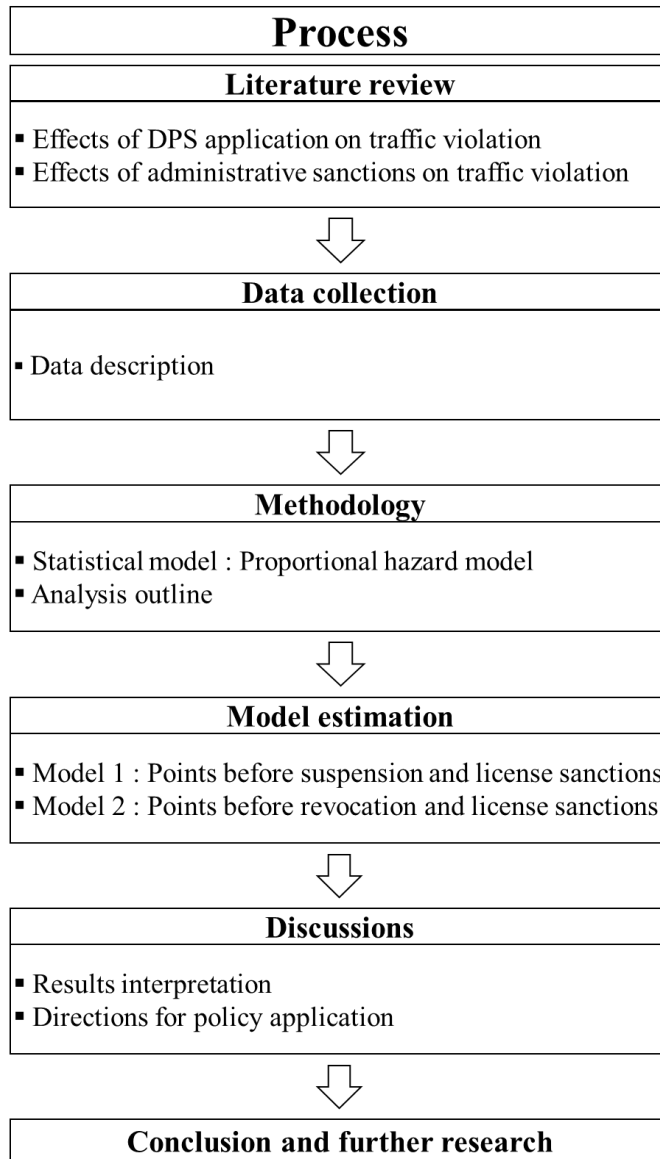 Process
Literature review
▪ Effects of DPS application on traffic violation
▪ Effects of administrative sanctions on traffic violation
Data collection
▪ Data description
Methodology
▪ Statistical model : Proportional hazard model
▪ Analysis outline
Model estimation
▪ Model 1 : Points before suspension and license sanctions
▪ Model 2 : Points before revocation and license sanctions
Discussions
▪ Results interpretation
▪ Directions for policy application
Conclusion and further research